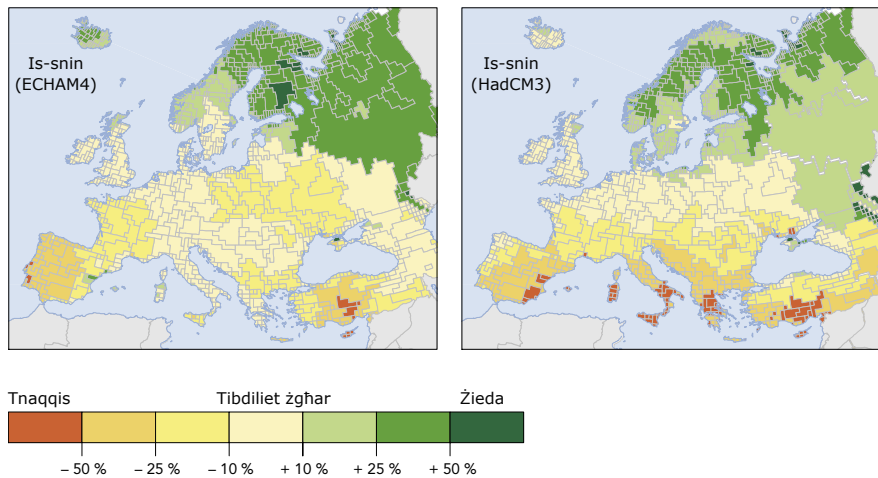 Is-snin
(ECHAM4)
Is-snin
(HadCM3)
Tnaqqis
Tibdiliet żgħar
Żieda
– 50 %
– 25 %
– 10 %
+ 10 %
+ 25 %
+ 50 %